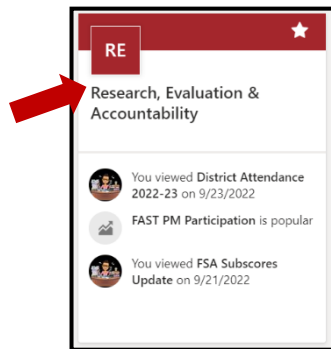 RE
Research, Evaluation &
Accountability
You viewed District Attendance
2022-23 on 9/23/2022
FAST PM Participation is popular
You viewed FSA Subscores
Update on 9/21/2022